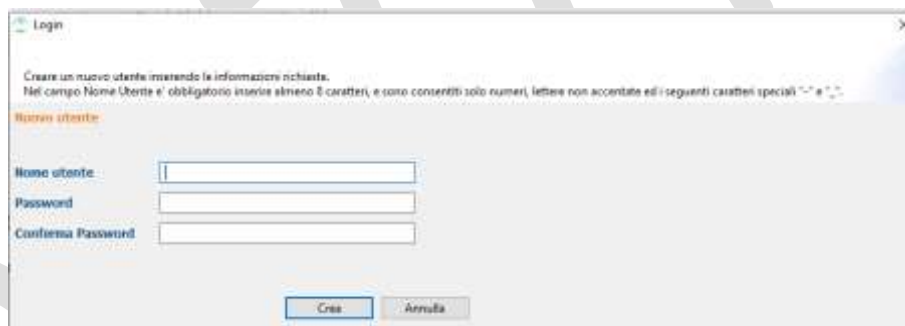 Login
Creare un nuovo utente inserendo le informazioni richieste.
Nel campo Nome Utente e' obbligatorio inserire almeno 8 caratteri, e sono consentiti solo numeri, lettere non accentate ed i seguenti caratteri speciali "-" e "_".
Nuovo utente
Nome utente
Password
Conferma Password
Crea Annulla